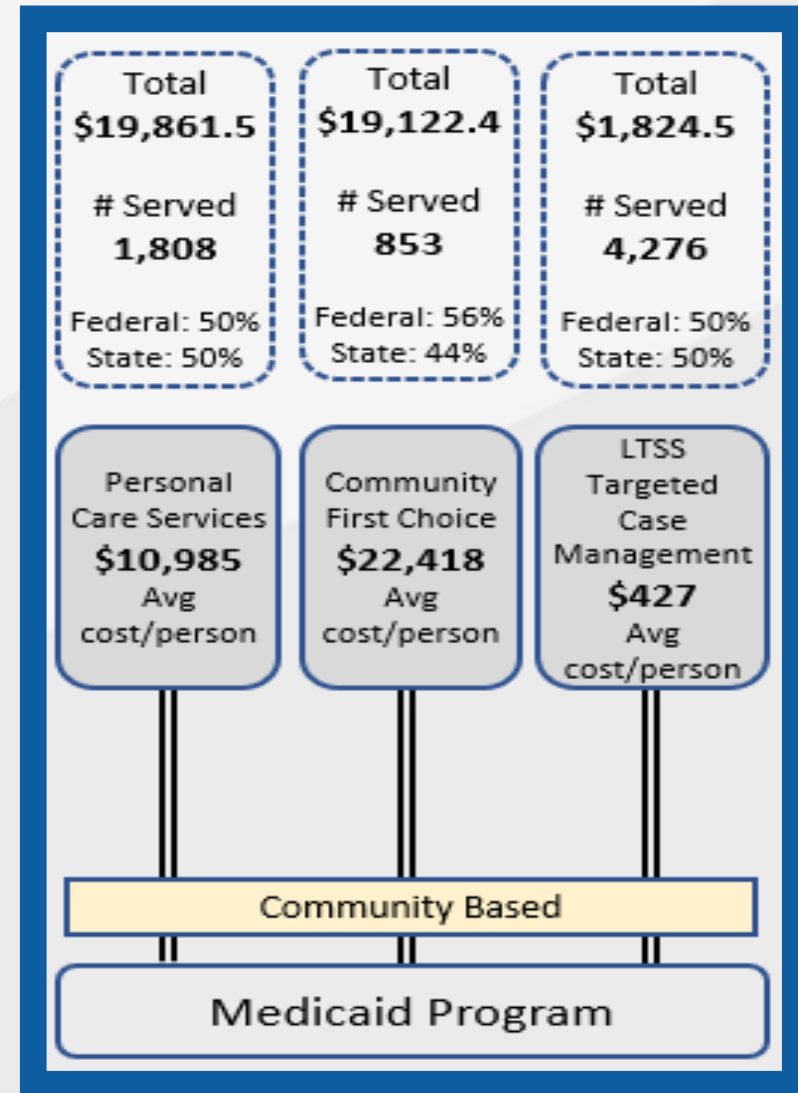 Total
$19,861.5
# Served
1,808
Federal: 50%
State: 50%
Total
$19,122.4
# Served
853
Federal: 56%
State: 44%
Total
$1,824.5
# Served
4,276
Federal: 50%
State: 50%
Personal
Care Services
$10,985
Avg
cost/person
Community
First Choice
$22,418
Avg
cost/person
LTSS
Targeted
Case
Management
$427
Avg
cost/person
Community Based
Medicaid Program